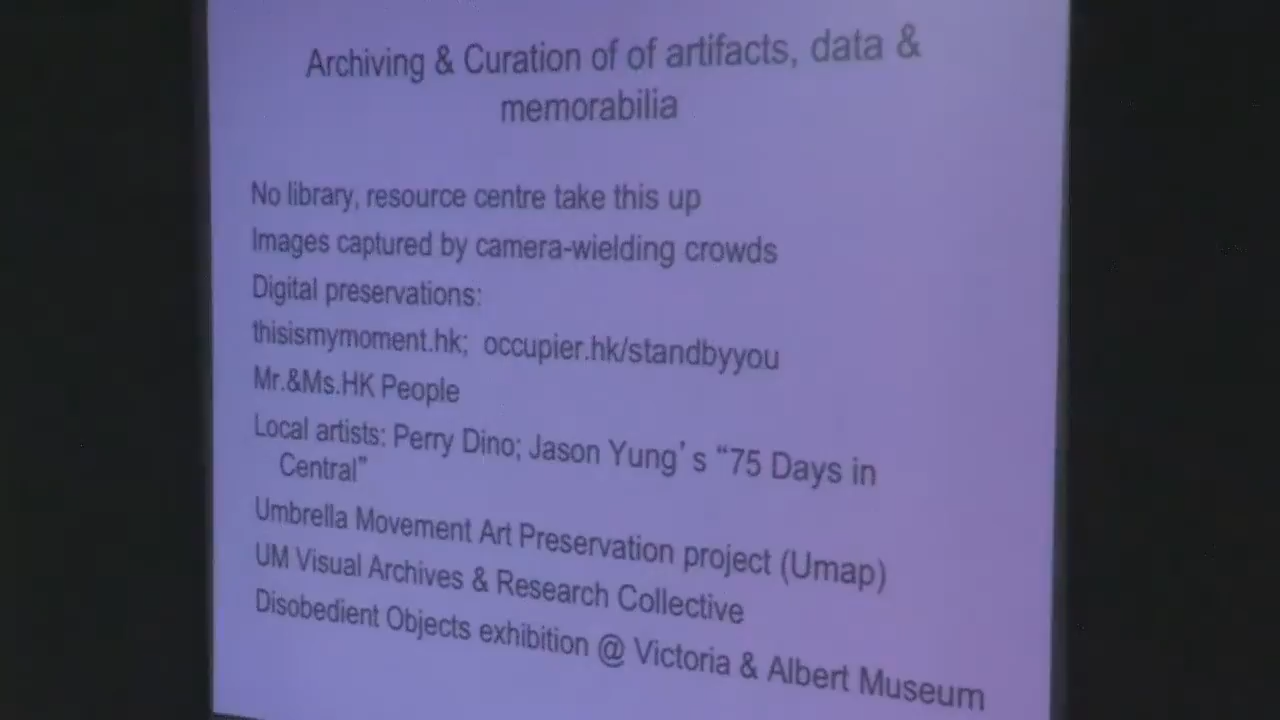 Archiving & Curation of of artifacts, data &
memorabilia
No library, resource centre take this up
Images captured by camera-wielding crowds
Digital preservations:
thisismymoment.hk; occupier.hk/standbyyou
Mr.&Ms.HK People
Local artists: Perry Dino; Jason Yung's “75 Days in
Central”
Umbrella Movement Art Preservation project (Umap)
UM Visual Archives & Research Collective
Disobedient Objects exhibition @ Victoria & Albert Museum